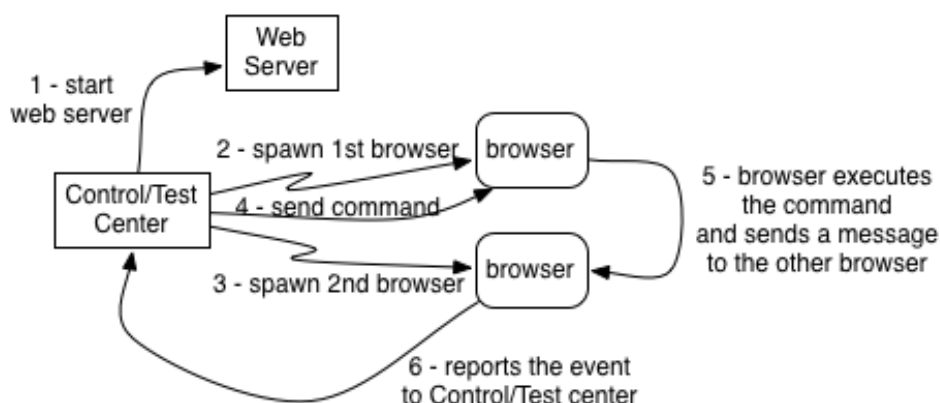 Web
Server
1 - start
web server
2 - spawn 1st browser
browser
Control/Test
Center
4 - send command
5 - browser executes
the command
and sends a message
to the other browser
browser
3 - spawn 2nd browser
6 - reports the event
to Control/Test center